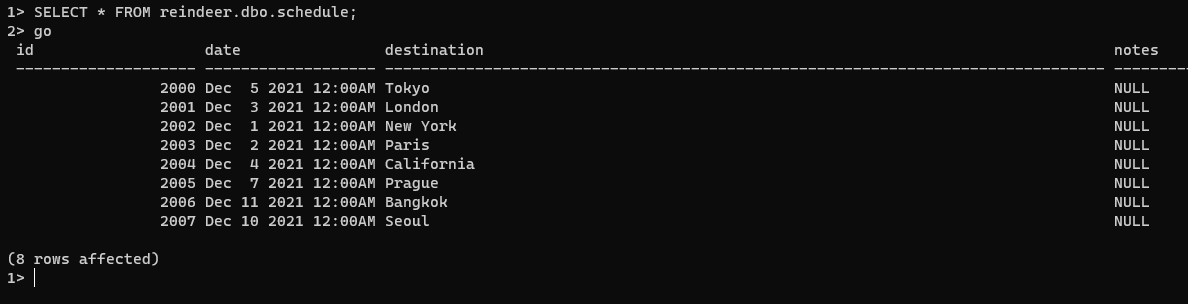 1> SELECT * FROM reindeer.dbo.schedule;
2> go
id date destination notes
-------------------- ------------------- -------------------------------------------------------------------------------- ---------
2000 Dec  5 2021 12:00AM Tokyo NULL
2001 Dec  3 2021 12:00AM London NULL
2002 Dec  1 2021 12:00AM New York NULL
2003 Dec  2 2021 12:00AM Paris NULL
2004 Dec  4 2021 12:00AM California NULL
2005 Dec  7 2021 12:00AM Prague NULL
2006 Dec 11 2021 12:00AM Bangkok NULL
2007 Dec 10 2021 12:00AM Seoul NULL
(8 rows affected)
1>